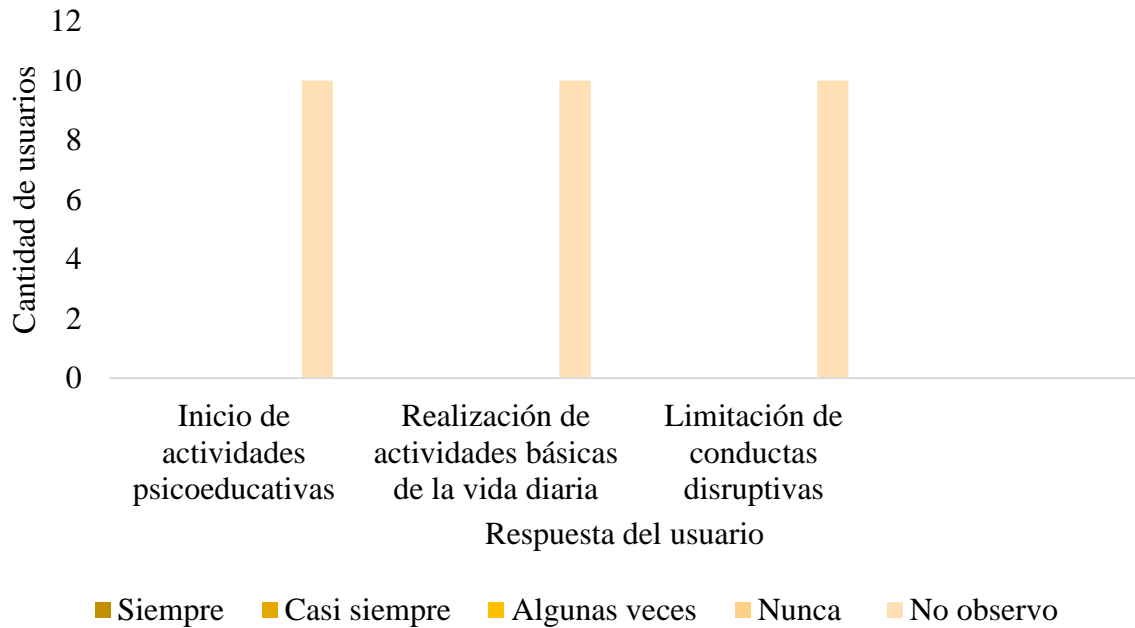 12
10
8
6
4
2
0
Cantidad de usuarios
Inicio de
actividades
psicoeducativas
Realización de
actividades básicas
de la vida diaria
Limitación de
conductas
disruptivas
Respuesta del usuario
Siempre
Casi siempre
Algunas veces
Nunca
No observo